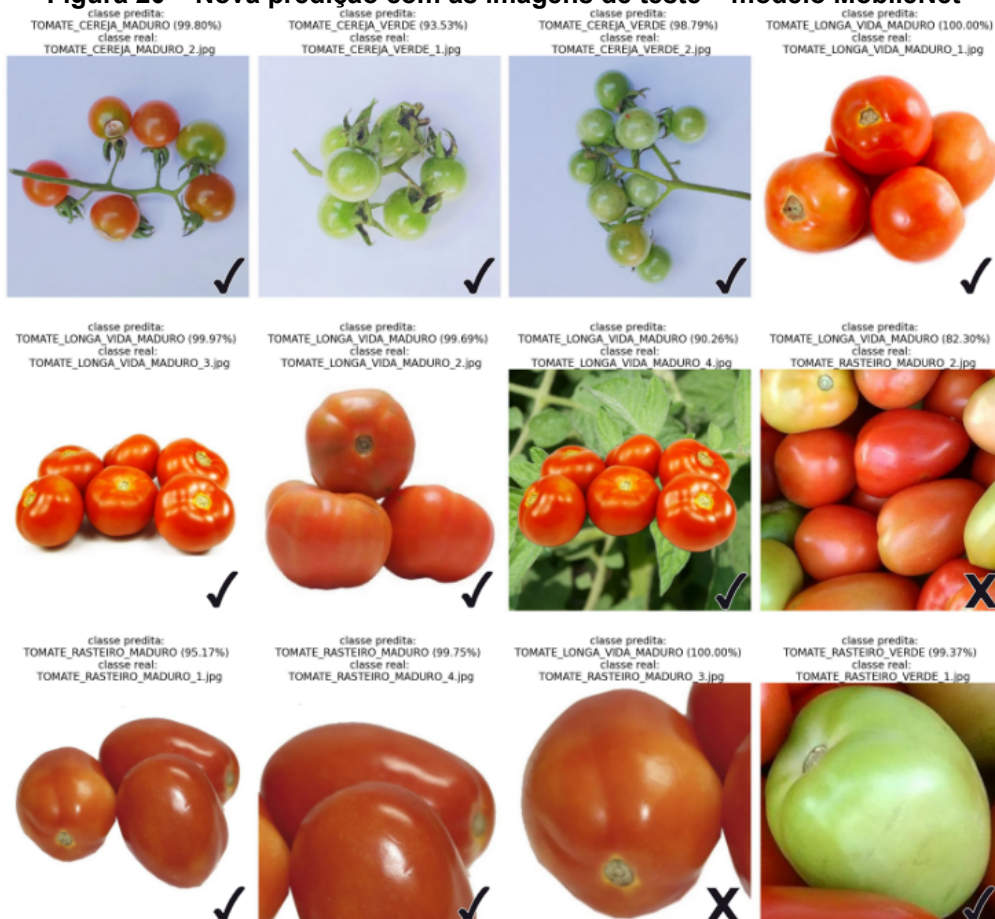 Figura 20 – Nova predição com as imagens de teste – modelo MobileNet
classe predita:
TOMATE_CEREJA_MADURO (99.80%)
classe real:
TOMATE_CEREJA_MADURO_2.jpg
classe predita:
TOMATE_CEREJA_VERDE (93.53%)
classe real:
TOMATE_CEREJA_VERDE_1.jpg
classe predita:
TOMATE_CEREJA_VERDE (98.79%)
classe real:
TOMATE_CEREJA_VERDE_2.jpg
classe predita:
TOMATE_LONGA_VIDA_MADURO (100.00%)
classe real:
TOMATE_LONGA_VIDA_MADURO_1.jpg
classe predita:
TOMATE_LONGA_VIDA_MADURO (99.97%)
classe real:
TOMATE_LONGA_VIDA_MADURO_3.jpg
classe predita:
TOMATE_LONGA_VIDA_MADURO (99.69%)
classe real:
TOMATE_LONGA_VIDA_MADURO_2.jpg
classe predita:
TOMATE_LONGA_VIDA_MADURO (90.26%)
classe real:
TOMATE_LONGA_VIDA_MADURO_4.jpg
classe predita:
TOMATE_LONGA_VIDA_MADURO (82.30%)
classe real:
TOMATE_RASTEIRO_MADURO_2.jpg
X
classe predita:
TOMATE_RASTEIRO_MADURO (95.17%)
classe real:
TOMATE_RASTEIRO_MADURO_1.jpg
classe predita:
TOMATE_RASTEIRO_MADURO (99.75%)
classe real:
TOMATE_RASTEIRO_MADURO_4.jpg
classe predita:
TOMATE_LONGA_VIDA_MADURO (100.00%)
classe real:
TOMATE_RASTEIRO_MADURO_3.jpg
X
classe predita:
TOMATE_RASTEIRO_VERDE (99.37%)
classe real:
TOMATE_RASTEIRO_VERDE_1.jpg